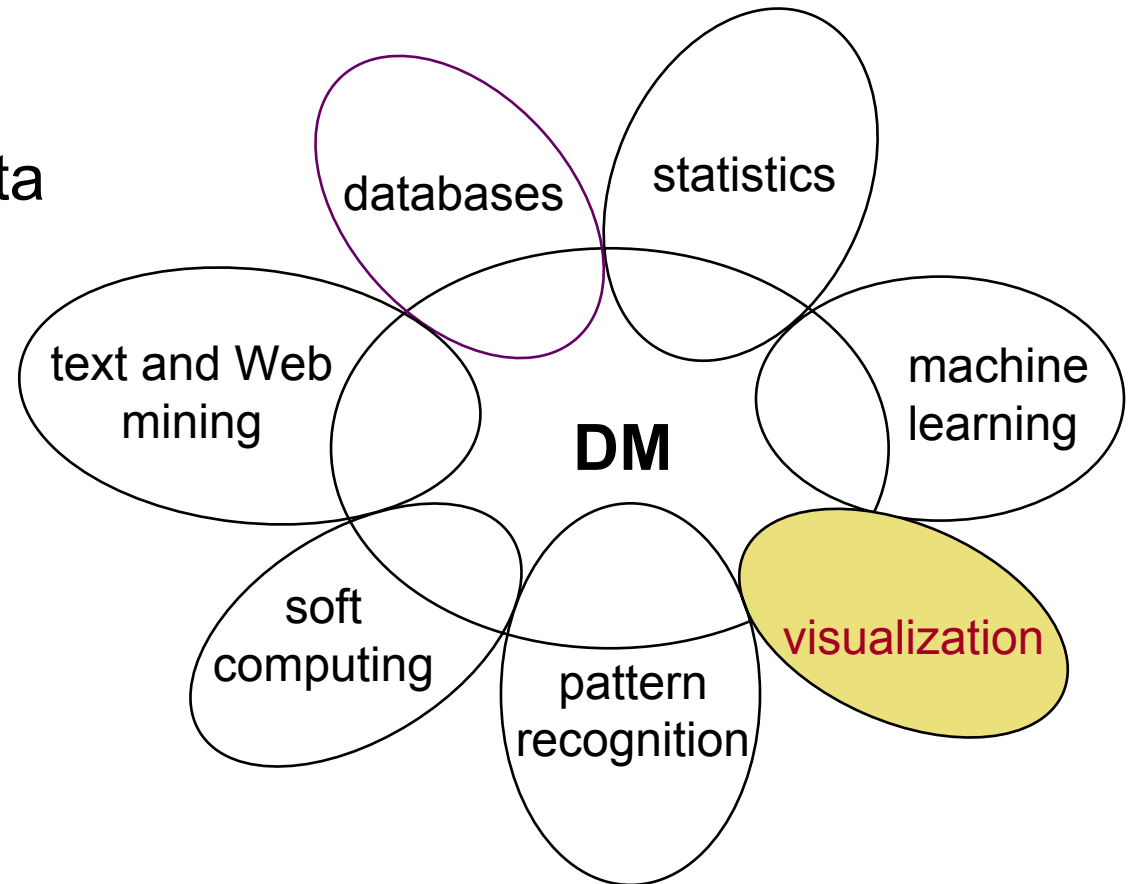 ta
databases
statistics
text and Web
mining
machine
learning
DM
soft
computing
visualization
pattern
recognition